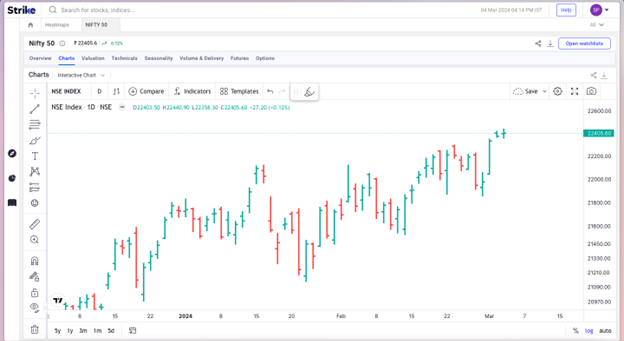 Strike
Search for stocks, indices...
04 Mar 2024 04:14 PM IST
Help
SP
Heatmaps
NIFTY 50
All
Nifty 50
₹ 22405.6
0.12%
Open watchlists
Overview Charts Valuation Technicals Seasonality Volume & Delivery Futures Options
Charts
Interactive Chart
NSE INDEX D Compare Indicators Templates Save
NSE Index · 1D · NSE
O22403.50 H22440.90 L22358.30 C22405.60 +27.20 (+0.12%)
22600.00
22405.60
22200.00
22000.00
21800.00
21600.00
21450.00
21330.00
21210.00
21090.00
20970.00
8 15 22 2024 8 15 20 Feb 8 15 22 Mar 7 15
5y 1y 3m 1m 5d
% log auto